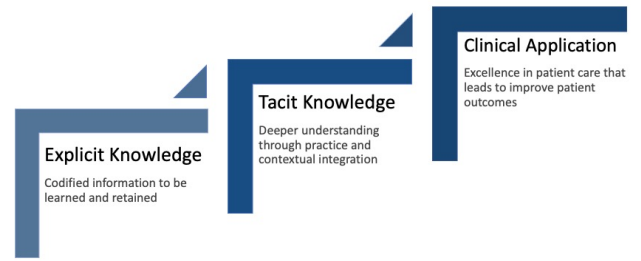 Explicit Knowledge
Codified information to be
learned and retained
Tacit Knowledge
Deeper understanding
through practice and
contextual integration
Clinical Application
Excellence in patient care that
leads to improve patient
outcomes